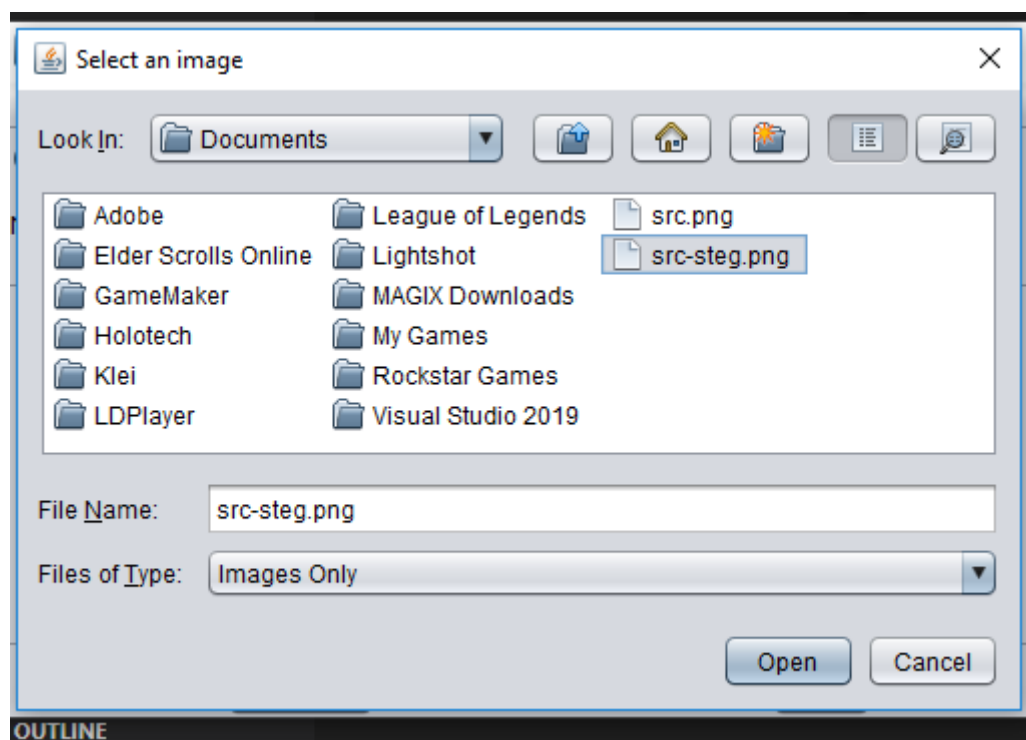 Select an image
Look In: Documents
Adobe League of Legends src.png
Elder Scrolls Online Lightshot src-steg.png
GameMaker MAGIX Downloads
Holotech My Games
Klei Rockstar Games
LDPlayer Visual Studio 2019
File Name: src-steg.png
Files of Type: Images Only
Open Cancel
OUTLINE